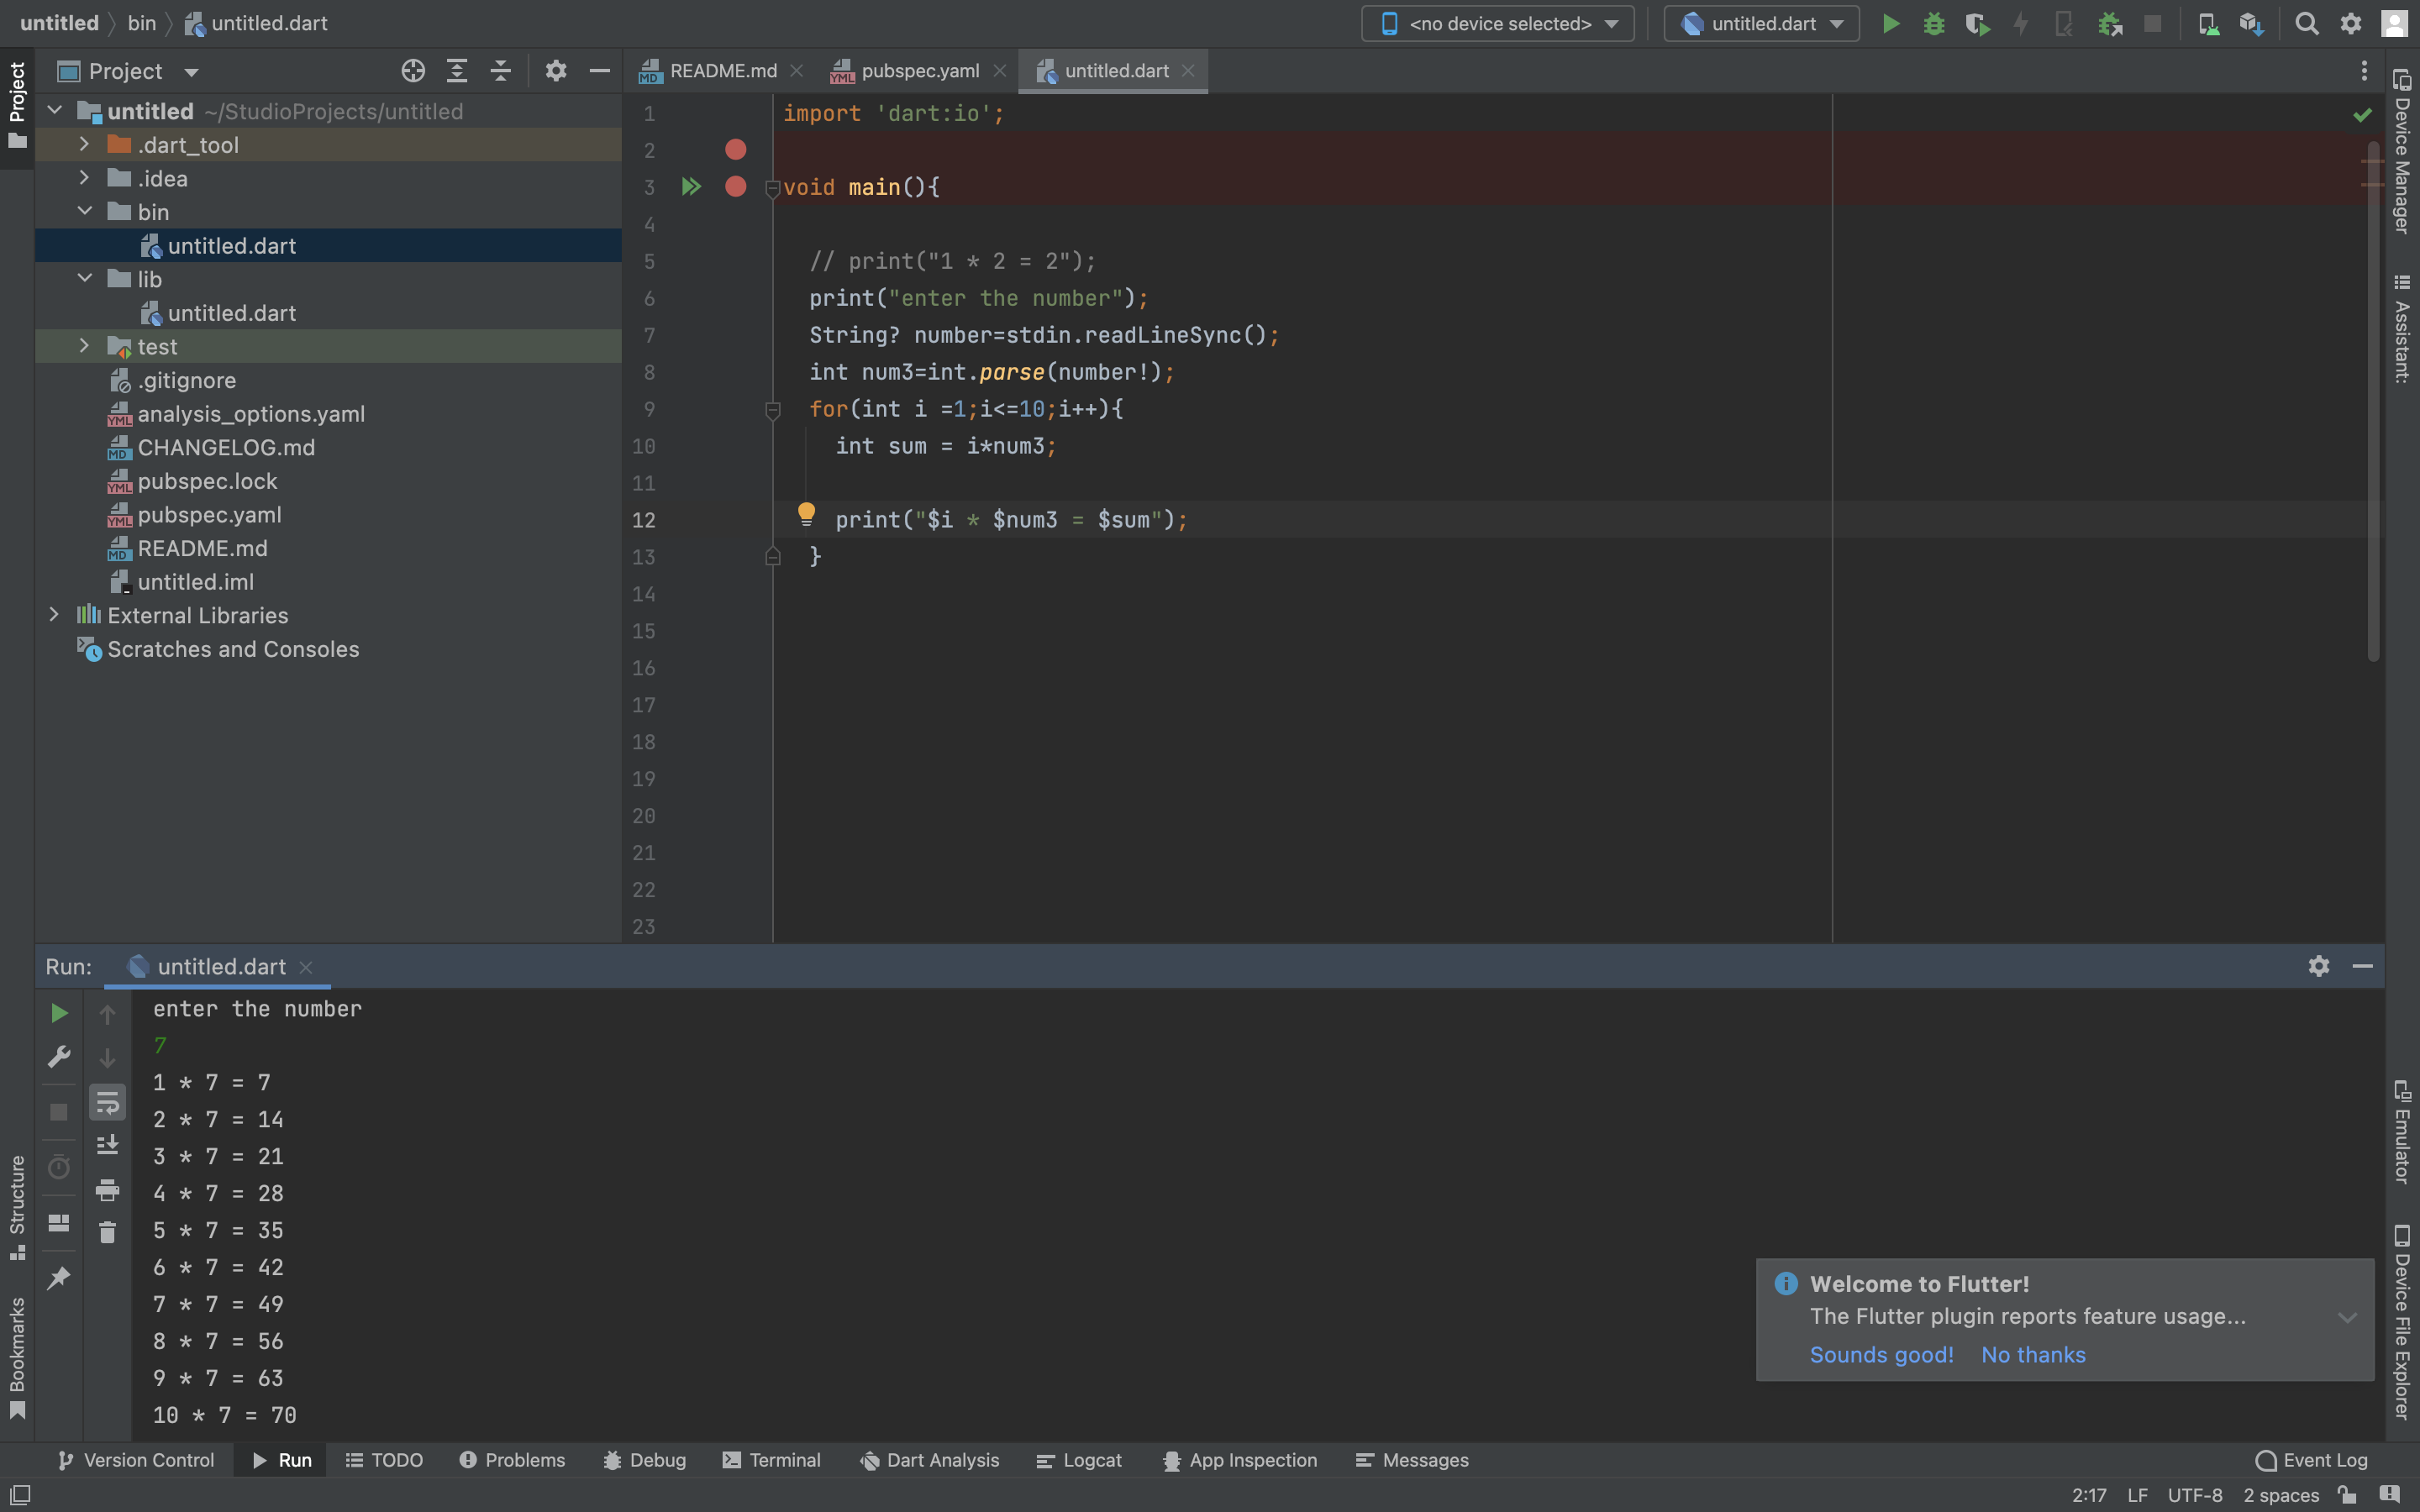 untitled bin untitled.dart <no device selected> untitled.dart
Project
README.md pubspec.yaml untitled.dart
Project
untitled ~/StudioProjects/untitled
.dart_tool
.idea
bin
untitled.dart
lib
untitled.dart
test
.gitignore
analysis_options.yaml
CHANGELOG.md
pubspec.lock
pubspec.yaml
README.md
untitled.iml
External Libraries
Scratches and Consoles
1 import 'dart:io';
2
3 void main(){
4
5 // print("1 * 2 = 2");
6 print("enter the number");
7 String? number=stdin.readLineSync();
8 int num3=int.parse(number!);
9 for(int i =1;i<=10;i++){
10 int sum = i*num3;
11
12 print("$i * $num3 = $sum");
13 }
14
15
16
17
18
19
20
21
22
23
Device Manager
Assistant:
Emulator
Device File Explorer
Structure
Bookmarks
Run: untitled.dart
enter the number
7
1 * 7 = 7
2 * 7 = 14
3 * 7 = 21
4 * 7 = 28
5 * 7 = 35
6 * 7 = 42
7 * 7 = 49
8 * 7 = 56
9 * 7 = 63
10 * 7 = 70
Welcome to Flutter!
The Flutter plugin reports feature usage...
Sounds good! No thanks
Version Control Run TODO Problems Debug Terminal Dart Analysis Logcat App Inspection Messages Event Log
2:17 LF UTF-8 2 spaces